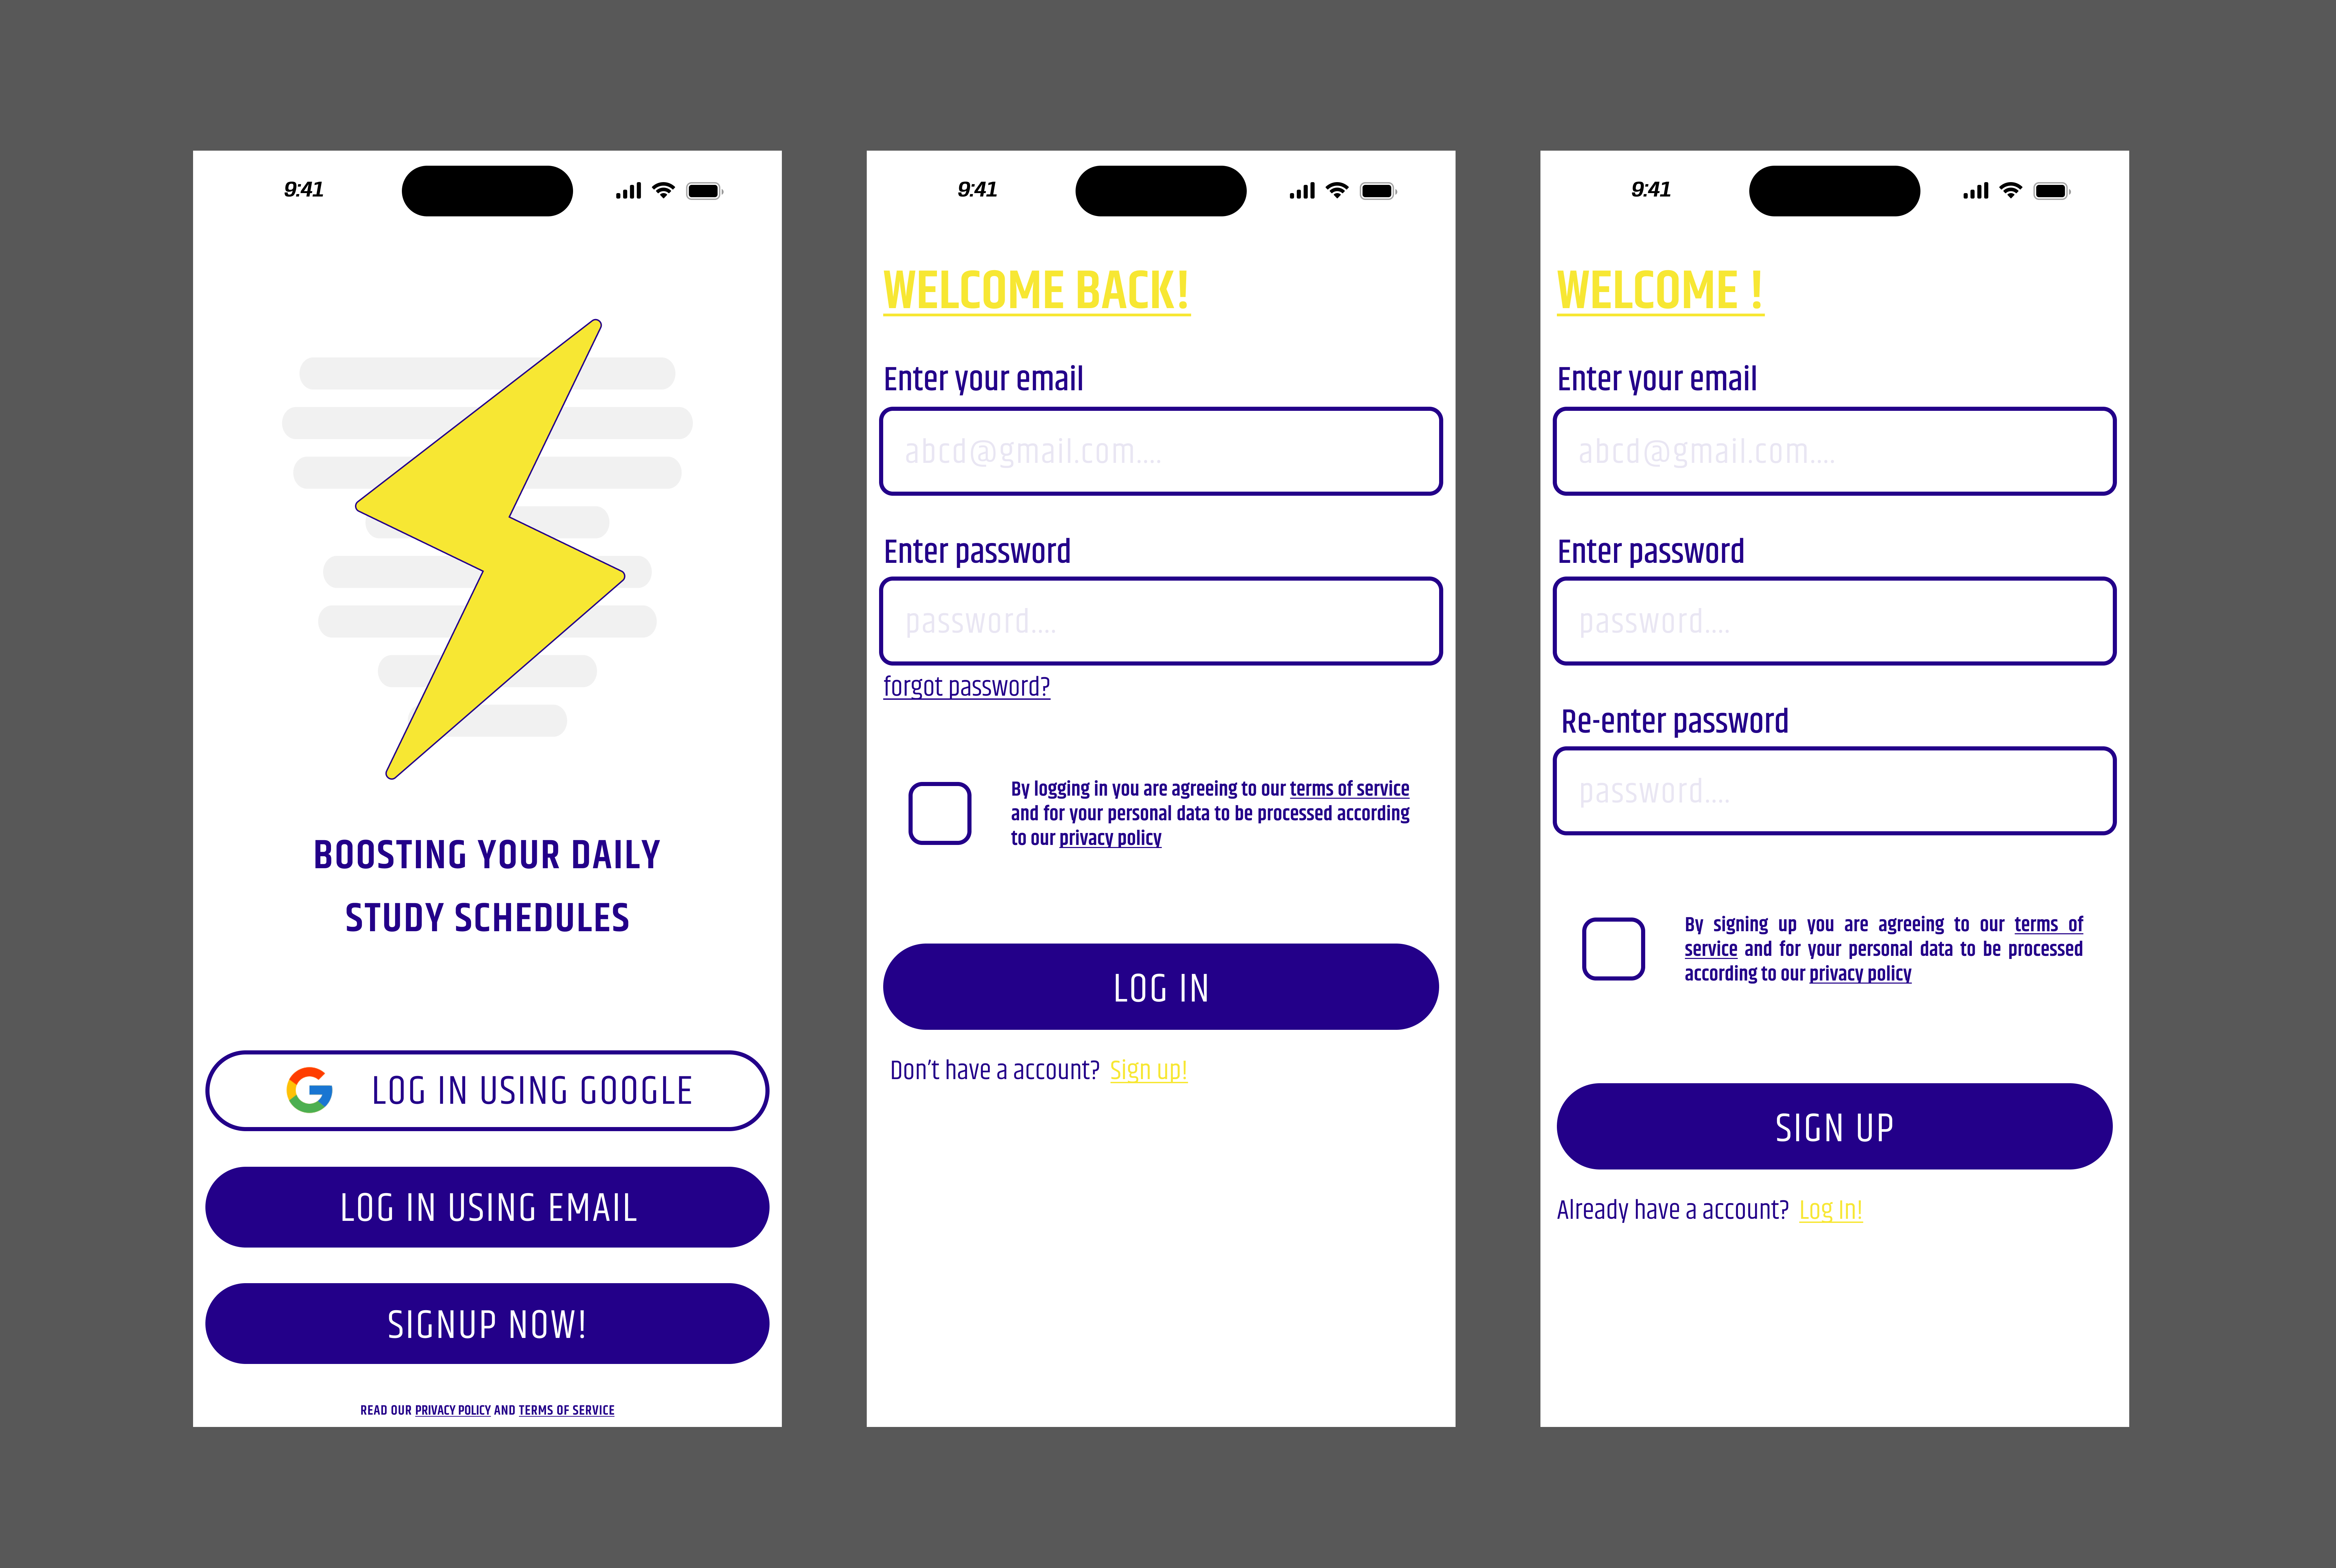 9:41
BOOSTING YOUR DAILY
STUDY SCHEDULES
LOG IN USING GOOGLE
LOG IN USING EMAIL
SIGNUP NOW!
READ OUR PRIVACY POLICY AND TERMS OF SERVICE
9:41
WELCOME BACK!
Enter your email
abcd@gmail.com....
Enter password
password....
forgot password?
By logging in you are agreeing to our terms of service
and for your personal data to be processed according
to our privacy policy
LOG IN
Don't have a account? Sign up!
9:41
WELCOME !
Enter your email
abcd@gmail.com....
Enter password
password....
Re-enter password
password....
By signing up you are agreeing to our terms of
service and for your personal data to be processed
according to our privacy policy
SIGN UP
Already have a account? Log In!